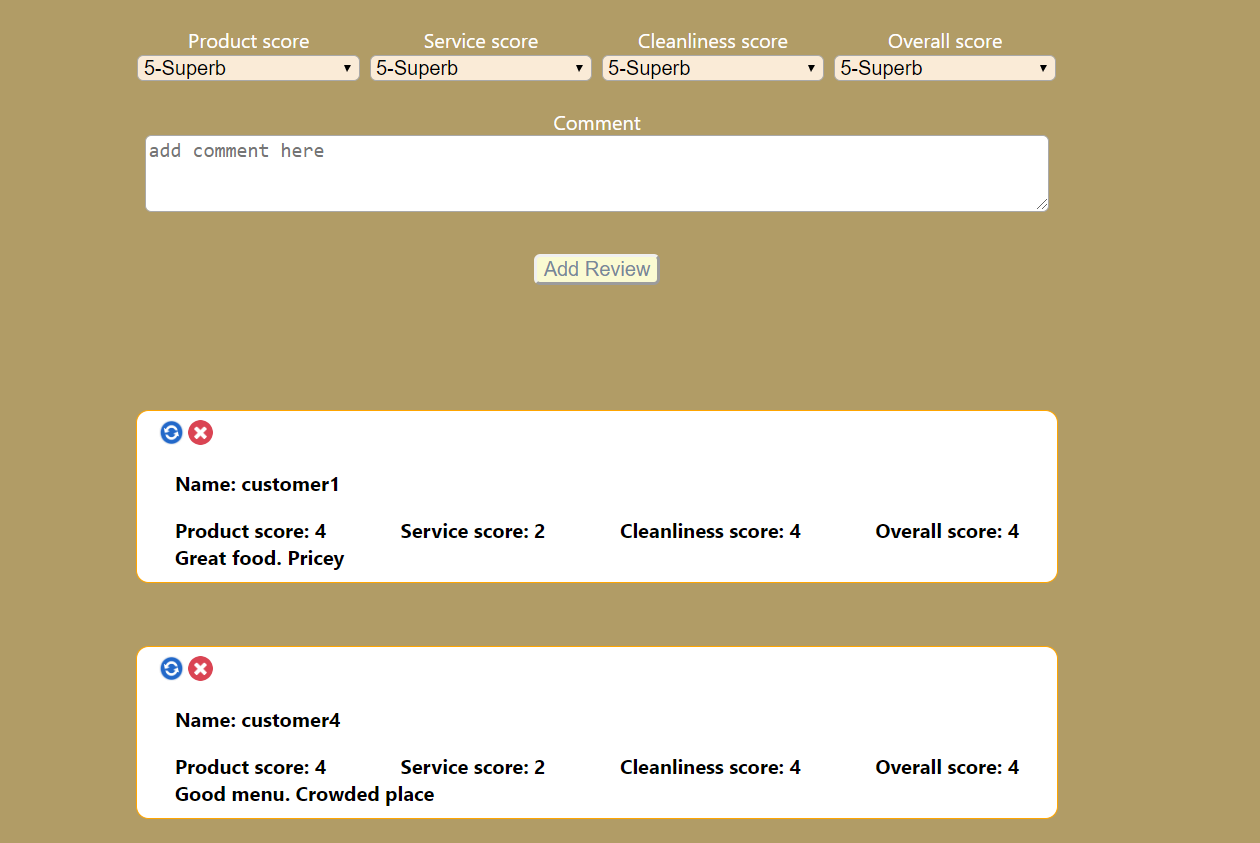 Product score Service score Cleanliness score Overall score
5-Superb 5-Superb 5-Superb 5-Superb
Comment
add comment here
Add Review
Name: customer1
Product score: 4 Service score: 2 Cleanliness score: 4 Overall score: 4
Great food. Pricey
Name: customer4
Product score: 4 Service score: 2 Cleanliness score: 4 Overall score: 4
Good menu. Crowded place